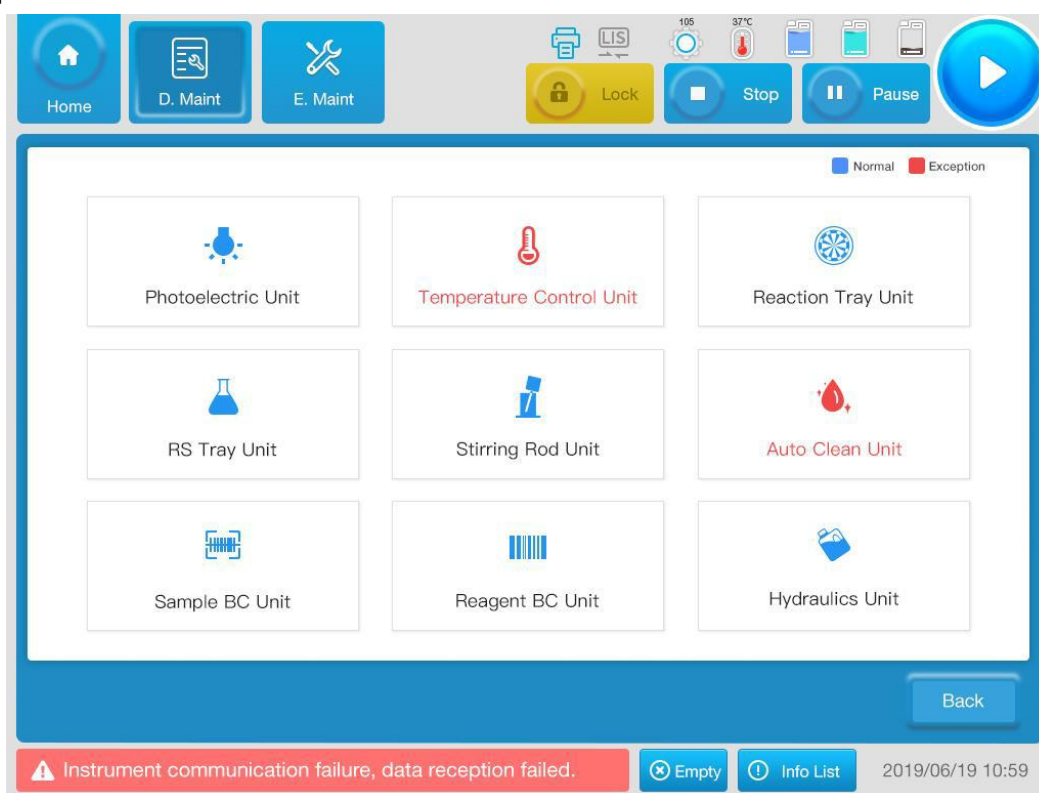 105
37°C
LIS
Home
D. Maint
E. Maint
Lock
Stop
Pause
Normal
Exception
Photoelectric Unit
Temperature Control Unit
Reaction Tray Unit
RS Tray Unit
Stirring Rod Unit
Auto Clean Unit
Sample BC Unit
Reagent BC Unit
Hydraulics Unit
Back
Instrument communication failure, data reception failed.
Empty
Info List
2019/06/19 10:59